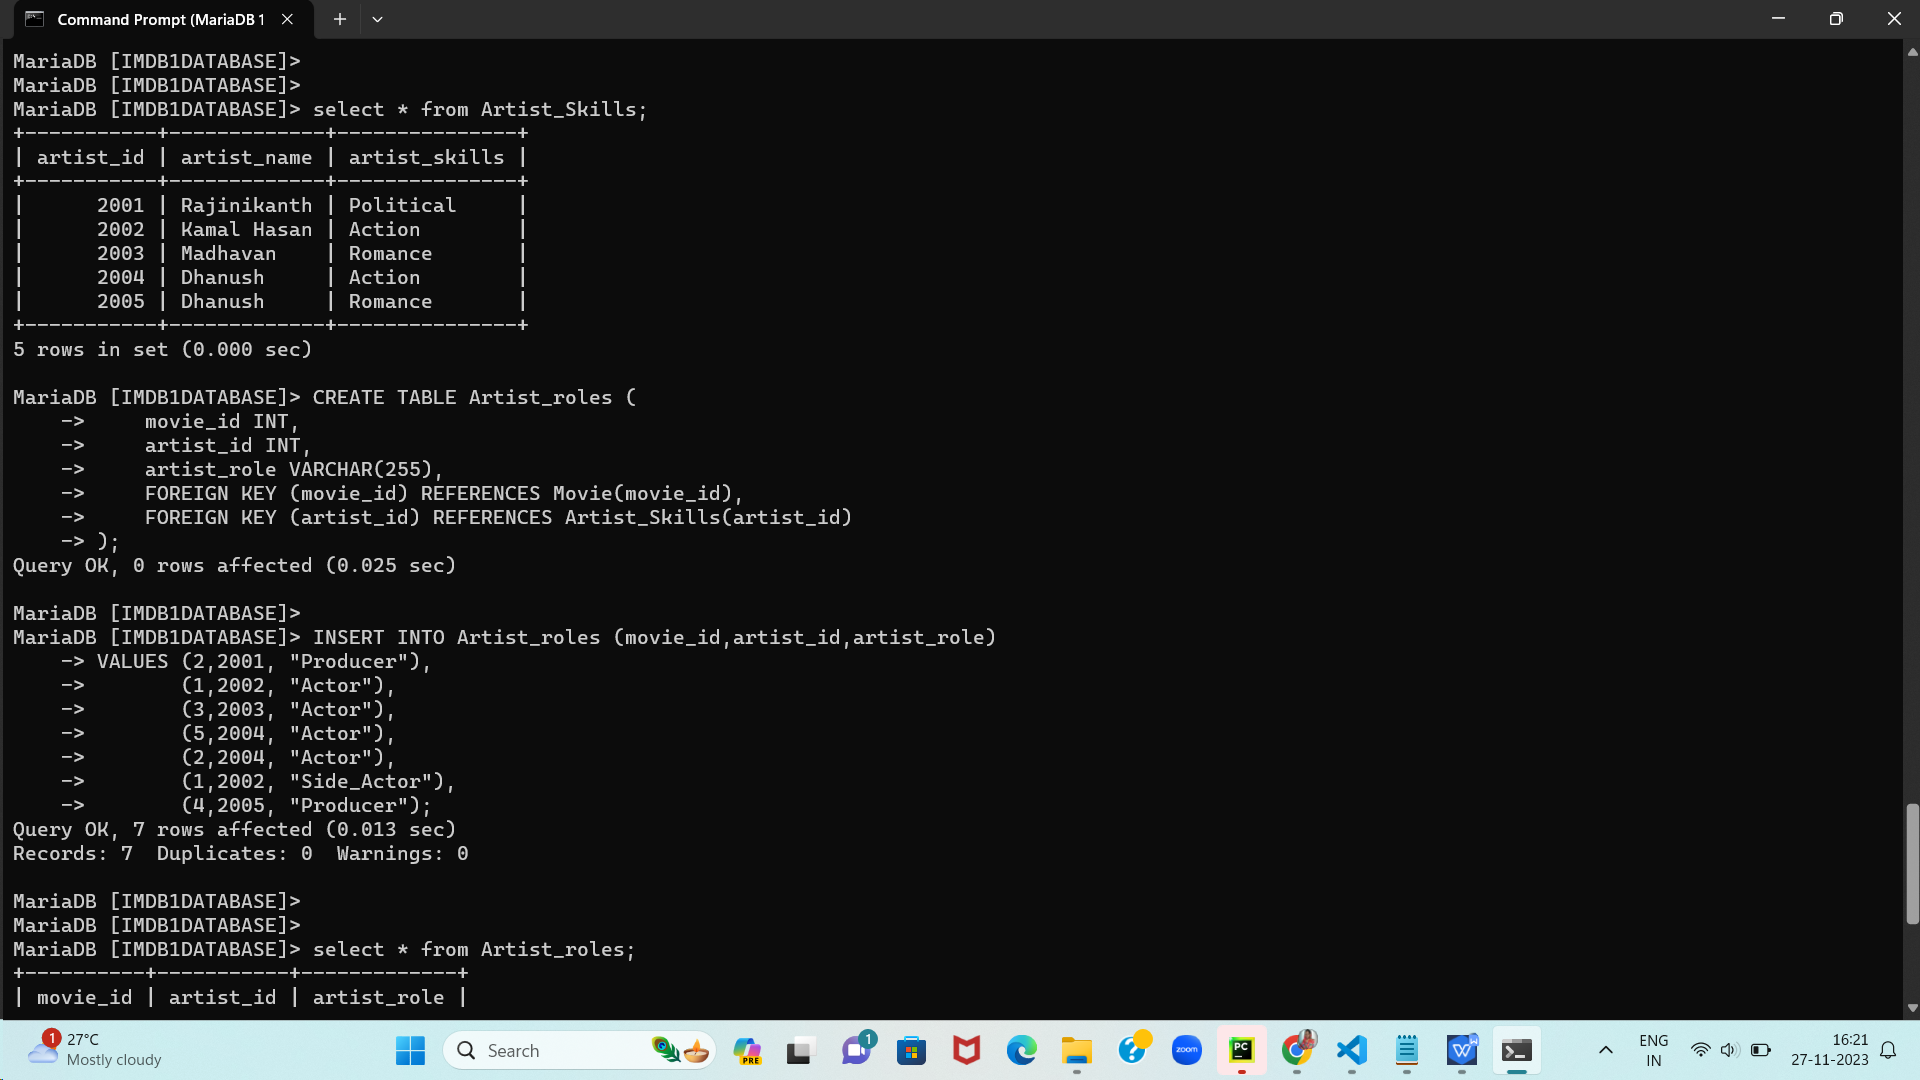 Command Prompt (MariaDB 1
MariaDB [IMDB1DATABASE]>
MariaDB [IMDB1DATABASE]>
MariaDB [IMDB1DATABASE]> select * from Artist_Skills;
+-----------+-------------+---------------+
| artist_id | artist_name | artist_skills |
+-----------+-------------+---------------+
|      2001 | Rajinikanth | Political     |
|      2002 | Kamal Hasan | Action        |
|      2003 | Madhavan    | Romance       |
|      2004 | Dhanush     | Action        |
|      2005 | Dhanush     | Romance       |
+-----------+-------------+---------------+
5 rows in set (0.000 sec)
MariaDB [IMDB1DATABASE]> CREATE TABLE Artist_roles (
    ->     movie_id INT,
    ->     artist_id INT,
    ->     artist_role VARCHAR(255),
    ->     FOREIGN KEY (movie_id) REFERENCES Movie(movie_id),
    ->     FOREIGN KEY (artist_id) REFERENCES Artist_Skills(artist_id)
    -> );
Query OK, 0 rows affected (0.025 sec)
MariaDB [IMDB1DATABASE]>
MariaDB [IMDB1DATABASE]> INSERT INTO Artist_roles (movie_id,artist_id,artist_role)
    -> VALUES (2,2001, "Producer"),
    ->        (1,2002, "Actor"),
    ->        (3,2003, "Actor"),
    ->        (5,2004, "Actor"),
    ->        (2,2004, "Actor"),
    ->        (1,2002, "Side_Actor"),
    ->        (4,2005, "Producer");
Query OK, 7 rows affected (0.013 sec)
Records: 7  Duplicates: 0  Warnings: 0
MariaDB [IMDB1DATABASE]>
MariaDB [IMDB1DATABASE]>
MariaDB [IMDB1DATABASE]> select * from Artist_roles;
+----------+-----------+-------------+
| movie_id | artist_id | artist_role |
1
27°C
Mostly cloudy
Search
PRE
1
zoom
PC
W
ENG
IN
16:21
27-11-2023